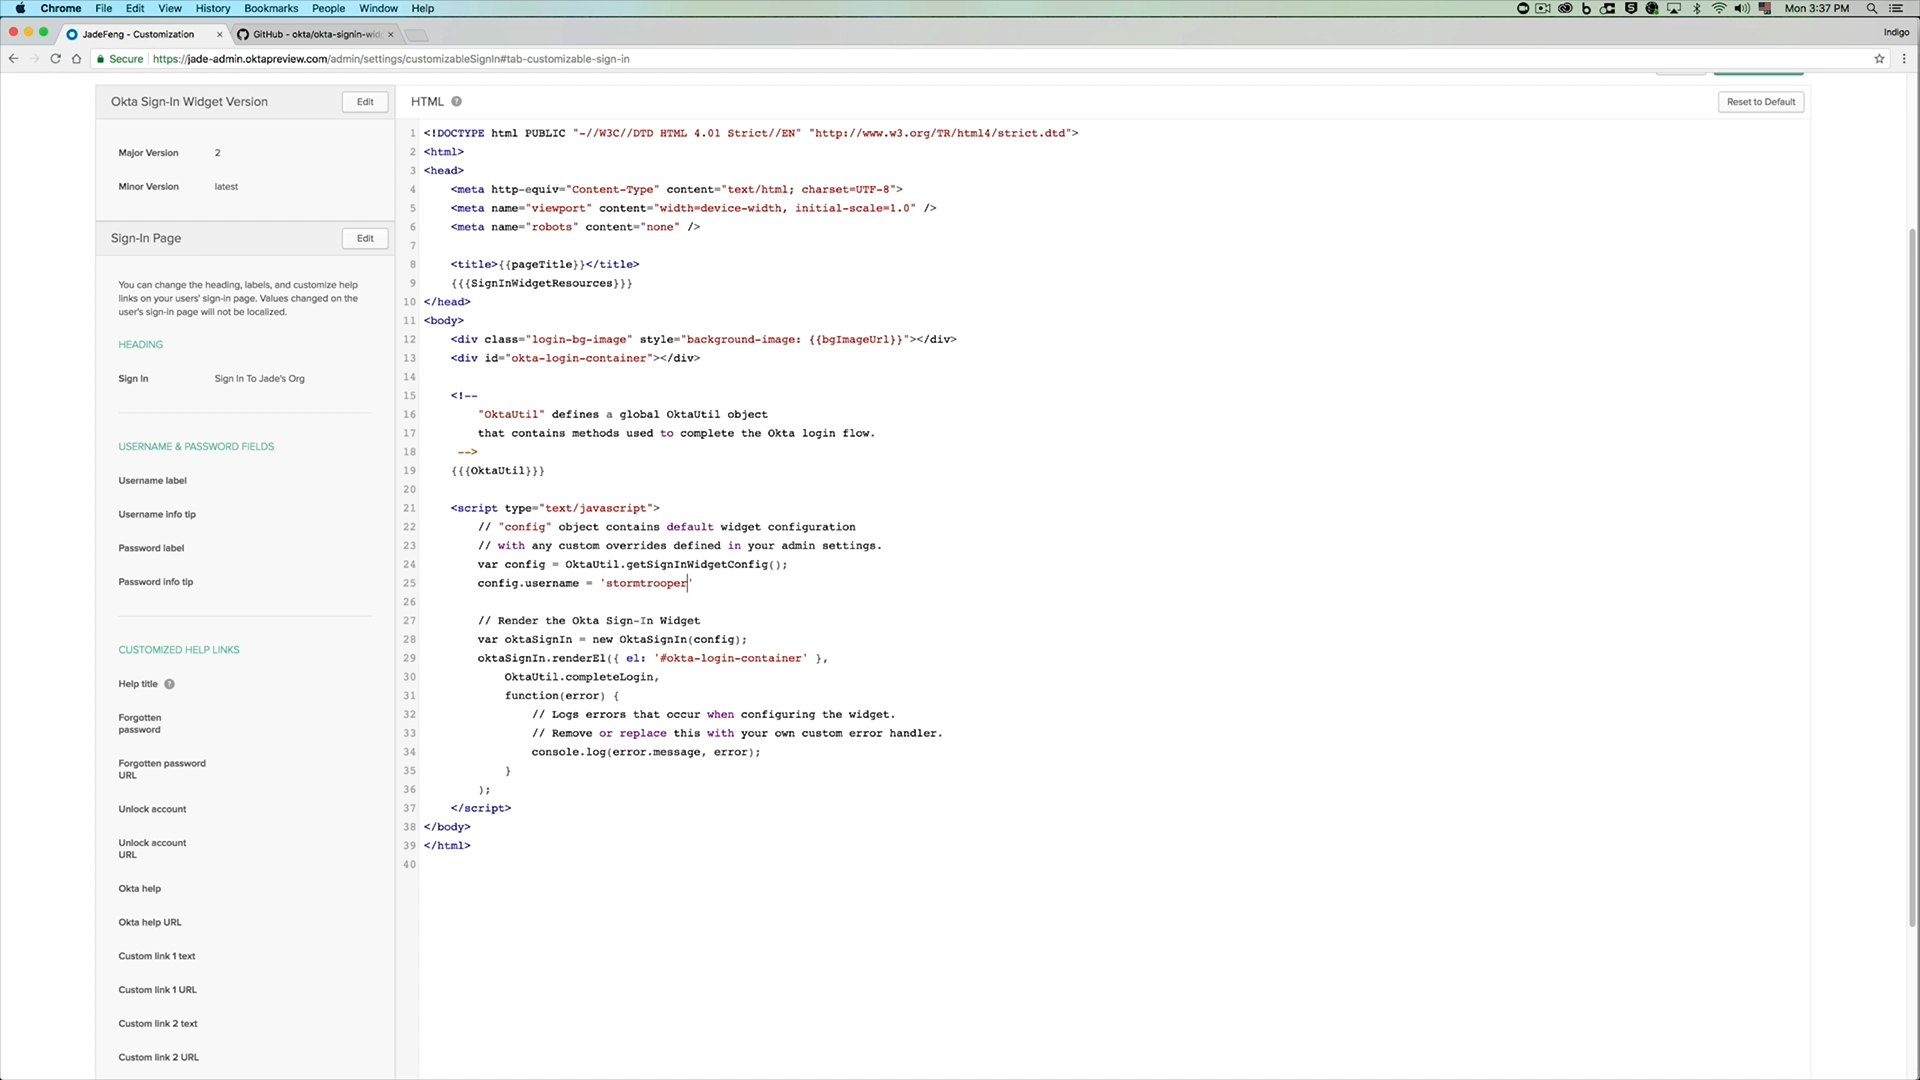 Chrome File Edit View History Bookmarks People Window Help
Mon 3:37 PM
JadeFeng - Customization
GitHub - okta/okta-signin-wid
Indigo
Secure https://jade-admin.oktapreview.com/admin/settings/customizableSignIn#tab-customizable-sign-in
Okta Sign-In Widget Version
Edit
Major Version 2
Minor Version latest
Sign-In Page
Edit
You can change the heading, labels, and customize help
links on your users' sign-in page. Values changed on the
user's sign-in page will not be localized.
HEADING
Sign In Sign In To Jade's Org
USERNAME & PASSWORD FIELDS
Username label
Username info tip
Password label
Password info tip
CUSTOMIZED HELP LINKS
Help title ?
Forgotten
password
Forgotten password
URL
Unlock account
Unlock account
URL
Okta help
Okta help URL
Custom link 1 text
Custom link 1 URL
Custom link 2 text
Custom link 2 URL
HTML ?
Reset to Default
1 <!DOCTYPE html PUBLIC "-//W3C//DTD HTML 4.01 Strict//EN" "http://www.w3.org/TR/html4/strict.dtd">
2 <html>
3 <head>
4 <meta http-equiv="Content-Type" content="text/html; charset=UTF-8">
5 <meta name="viewport" content="width=device-width, initial-scale=1.0" />
6 <meta name="robots" content="none" />
7
8 <title>{{pageTitle}}</title>
9 {{{SignInWidgetResources}}}
10 </head>
11 <body>
12 <div class="login-bg-image" style="background-image: {{bgImageUrl}}"></div>
13 <div id="okta-login-container"></div>
14
15 <!--
16 "OktaUtil" defines a global OktaUtil object
17 that contains methods used to complete the Okta login flow.
18 -->
19 {{{OktaUtil}}}
20
21 <script type="text/javascript">
22 // "config" object contains default widget configuration
23 // with any custom overrides defined in your admin settings.
24 var config = OktaUtil.getSignInWidgetConfig();
25 config.username = 'stormtrooper'
26
27 // Render the Okta Sign-In Widget
28 var oktaSignIn = new OktaSignIn(config);
29 oktaSignIn.renderEl({ el: '#okta-login-container' },
30 OktaUtil.completeLogin,
31 function(error) {
32 // Logs errors that occur when configuring the widget.
33 // Remove or replace this with your own custom error handler.
34 console.log(error.message, error);
35 }
36 );
37 </script>
38 </body>
39 </html>
40